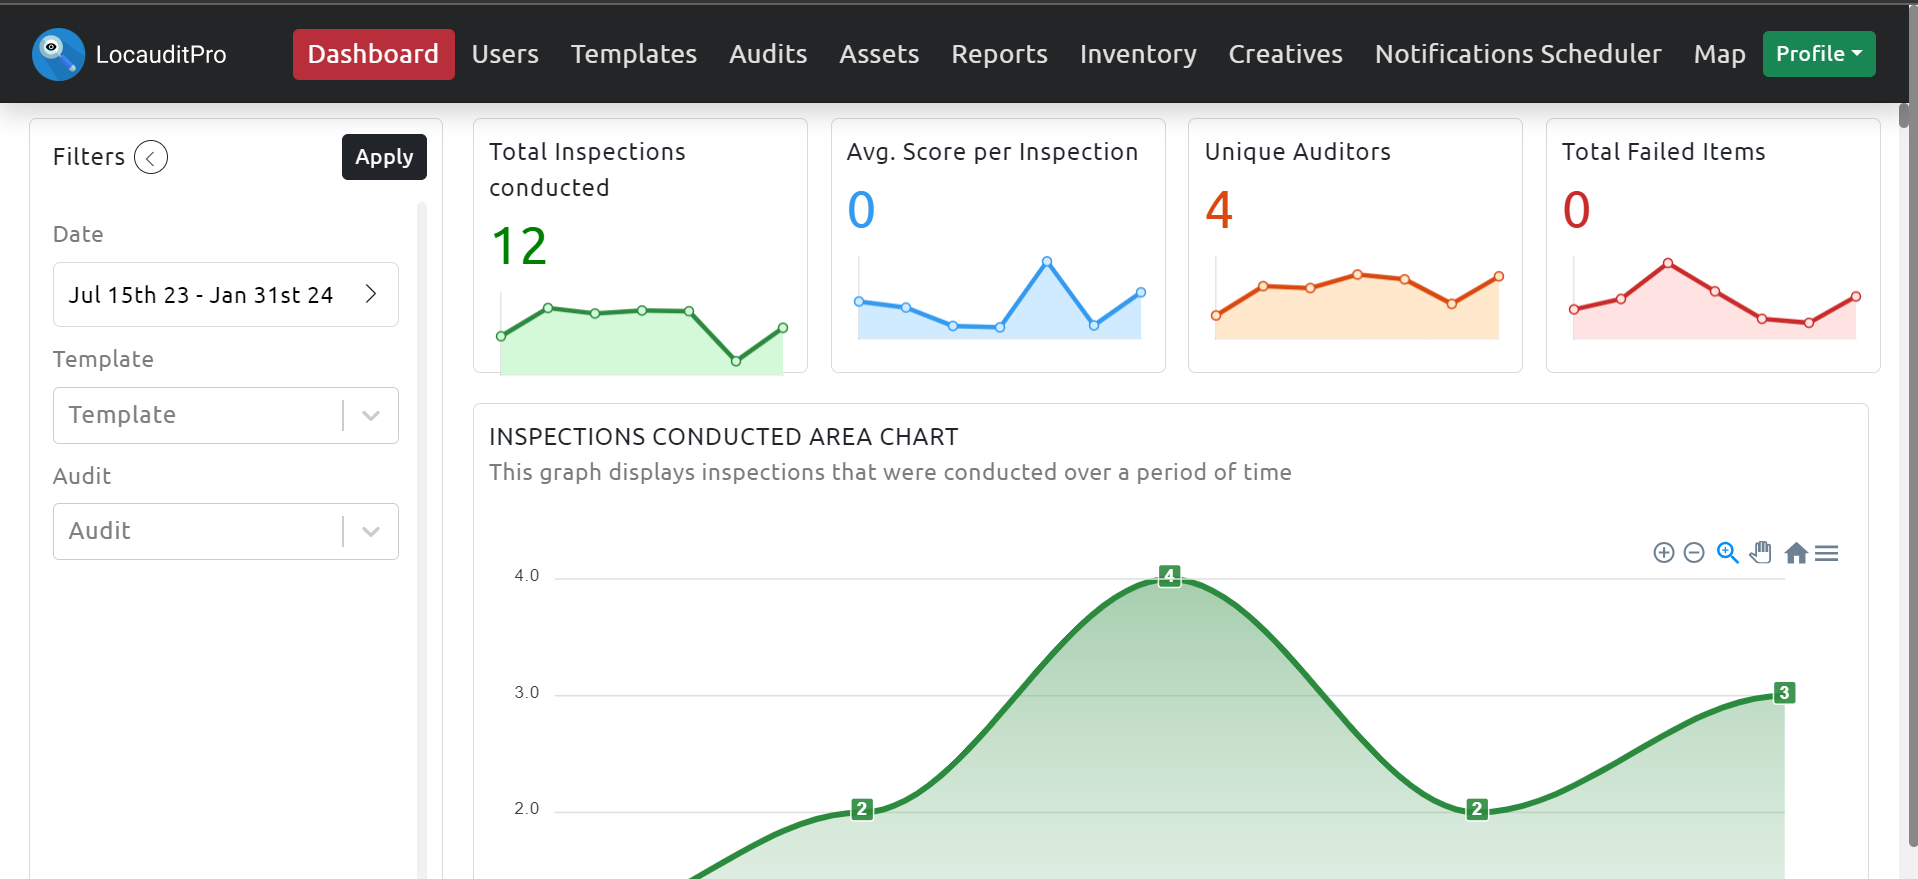 LocauditPro
Dashboard Users Templates Audits Assets Reports Inventory Creatives Notifications Scheduler Map Profile
Filters
Apply
Date
Jul 15th 23 - Jan 31st 24
Template
Template
Audit
Audit
Total Inspections
conducted
12
Avg. Score per Inspection
0
Unique Auditors
4
Total Failed Items
0
INSPECTIONS CONDUCTED AREA CHART
This graph displays inspections that were conducted over a period of time
4.0
4
3.0
3
2.0
2
2